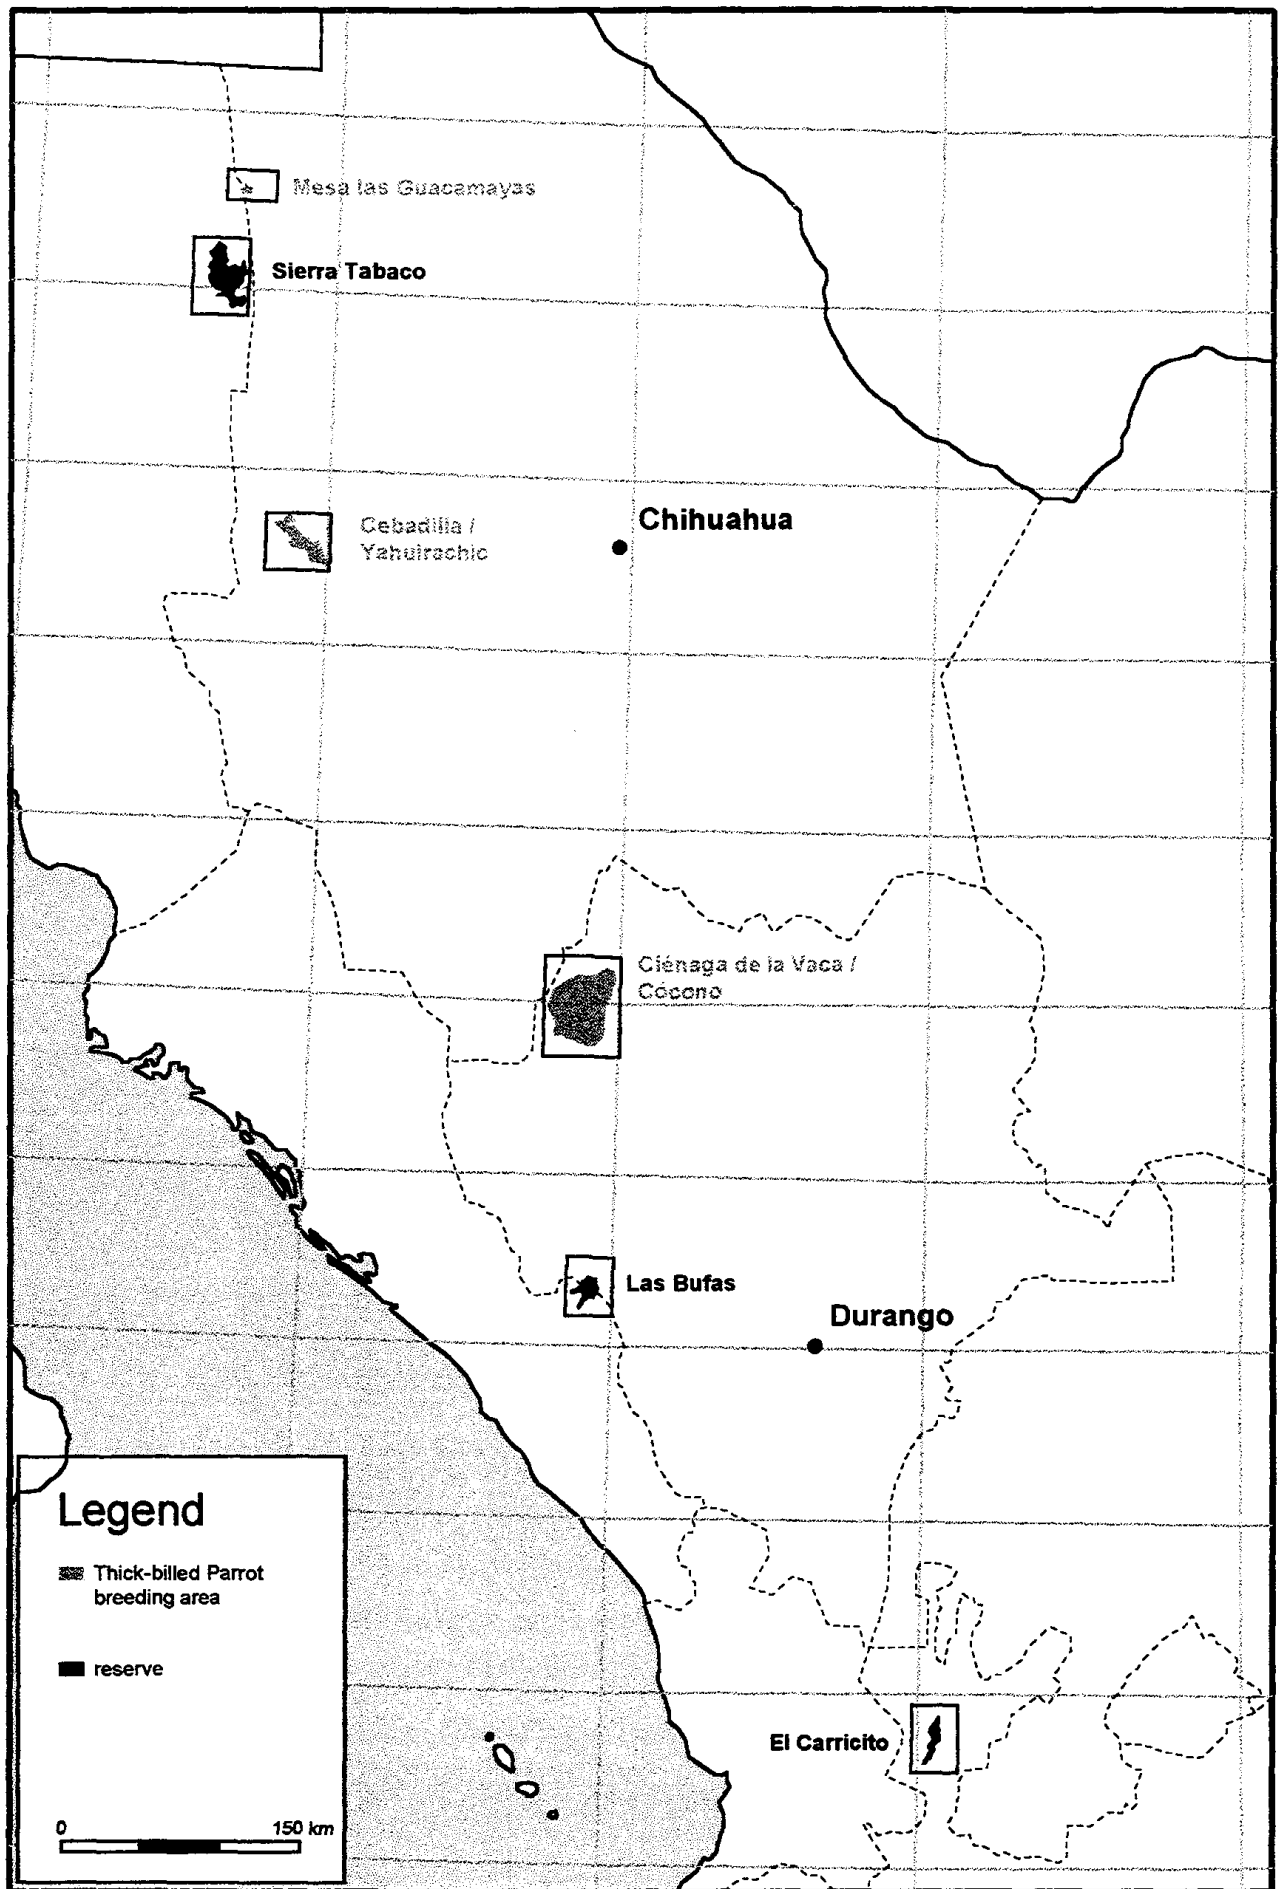 Mesa las Guacamayas
Sierra Tabaco
Cebadilla /
Yahuirachic
Chihuahua
Ciénaga de la Vaca /
Cócono
Las Bufas
Durango
Legend
Thick-billed Parrot
breeding area
reserve
El Carricito
0 150 km